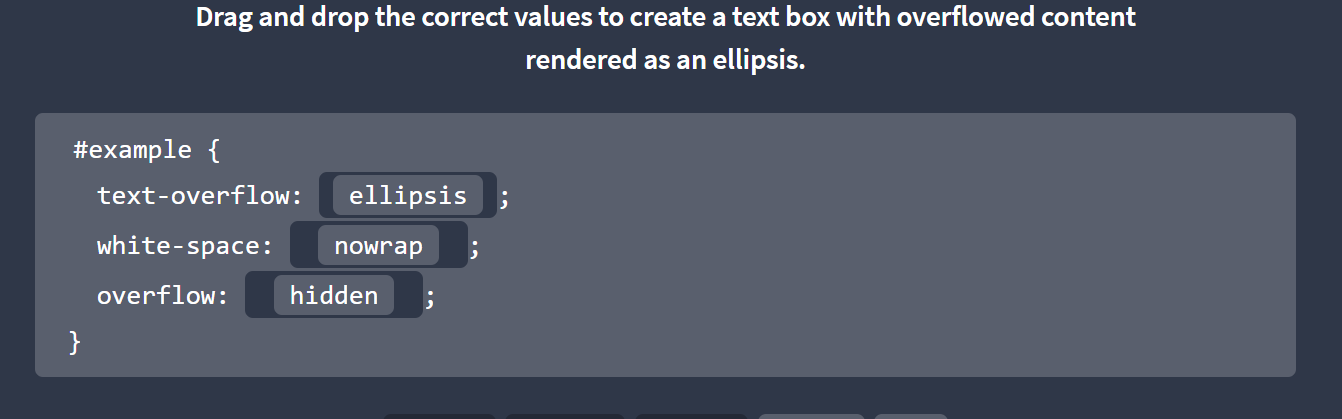 Drag and drop the correct values to create a text box with overflowed content
rendered as an ellipsis.
#example {
text-overflow: ellipsis ;
white-space: nowrap ;
overflow: hidden ;
}